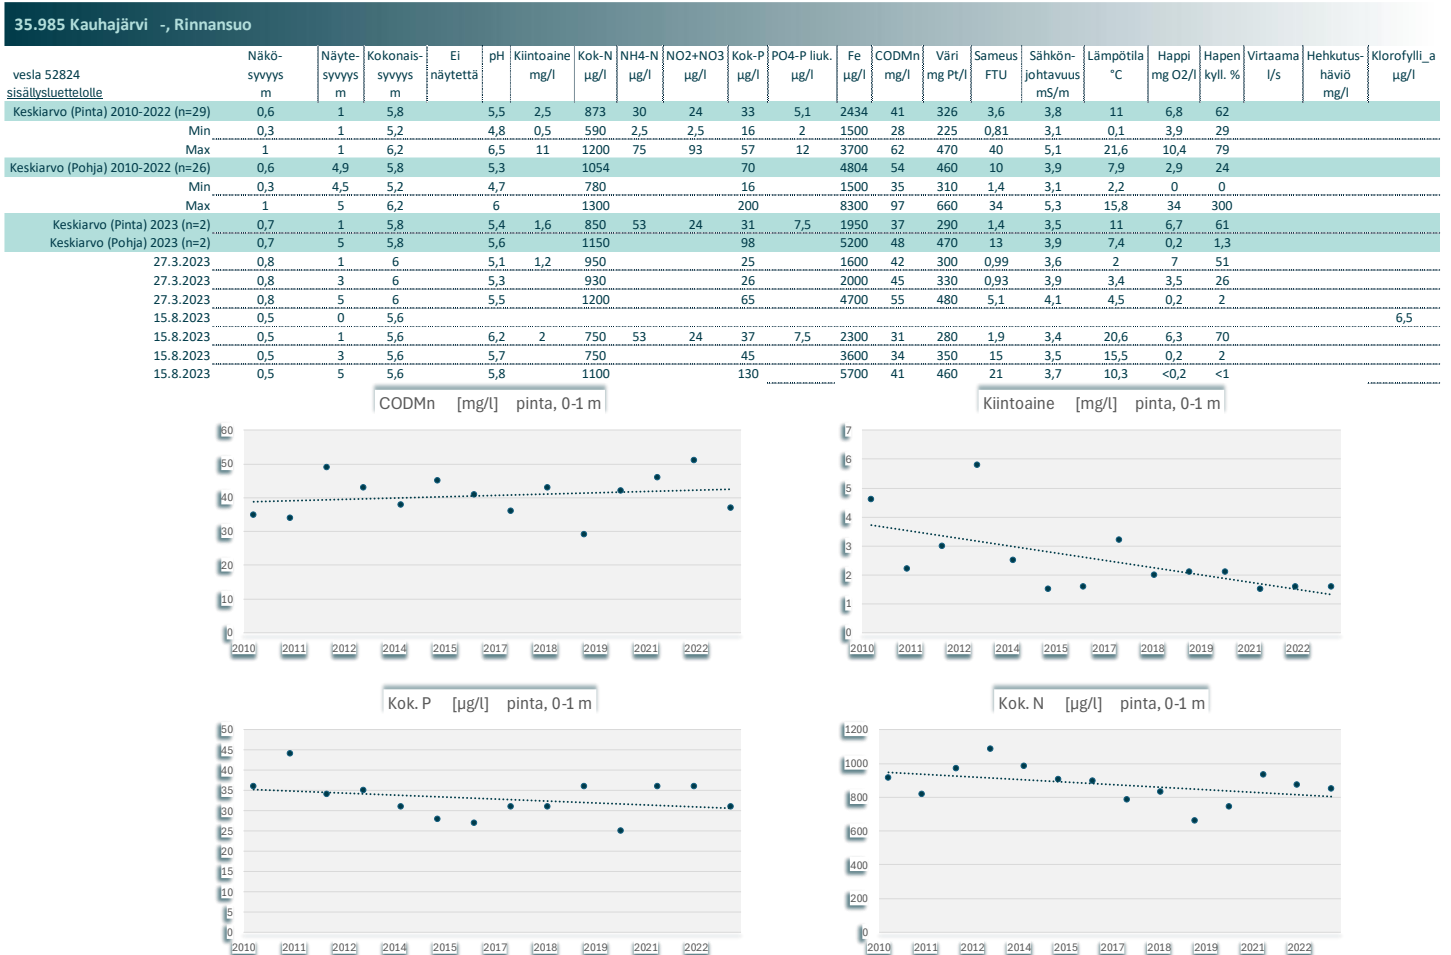 35.985 Kauhajärvi -, Rinnansuo
Näkö- Näyte- Kokonais- Ei pH Kiintoaine Kok-N NH4-N NO2+NO3 Kok-P PO4-P liuk. Fe CODMn Väri Sameus Sähkön- Lämpötila Happi Hapen Virtaama Hehkutus- Klorofylli_a
vesla 52824 syvyys syvyys syvyys näytettä mg/l µg/l µg/l µg/l µg/l µg/l µg/l mg/l mg Pt/l FTU johtavuus °C mg O2/l kyll. % l/s häviö µg/l
sisällysluettelolle m m m mS/m mg/l
Keskiarvo (Pinta) 2010-2022 (n=29) 0,6 1 5,8 5,5 2,5 873 30 24 33 5,1 2434 41 326 3,6 3,8 11 6,8 62
Min 0,3 1 5,2 4,8 0,5 590 2,5 2,5 16 2 1500 28 225 0,81 3,1 0,1 3,9 29
Max 1 1 6,2 6,5 11 1200 75 93 57 12 3700 62 470 40 5,1 21,6 10,4 79
Keskiarvo (Pohja) 2010-2022 (n=26) 0,6 4,9 5,8 5,3 1054 70 4804 54 460 10 3,9 7,9 2,9 24
Min 0,3 4,5 5,2 4,7 780 16 1500 35 310 1,4 3,1 2,2 0 0
Max 1 5 6,2 6 1300 200 8300 97 660 34 5,3 15,8 34 300
Keskiarvo (Pinta) 2023 (n=2) 0,7 1 5,8 5,4 1,6 850 53 24 31 7,5 1950 37 290 1,4 3,5 11 6,7 61
Keskiarvo (Pohja) 2023 (n=2) 0,7 5 5,8 5,6 1150 98 5200 48 470 13 3,9 7,4 0,2 1,3
27.3.2023 0,8 1 6 5,1 1,2 950 25 1600 42 300 0,99 3,6 2 7 51
27.3.2023 0,8 3 6 5,3 930 26 2000 45 330 0,93 3,9 3,4 3,5 26
27.3.2023 0,8 5 6 5,5 1200 65 4700 55 480 5,1 4,1 4,5 0,2 2
15.8.2023 0,5 0 5,6 6,5
15.8.2023 0,5 1 5,6 6,2 2 750 53 24 37 7,5 2300 31 280 1,9 3,4 20,6 6,3 70
15.8.2023 0,5 3 5,6 5,7 750 45 3600 34 350 15 3,5 15,5 0,2 2
15.8.2023 0,5 5 5,6 5,8 1100 130 5700 41 460 21 3,7 10,3 <0,2 <1
CODMn [mg/l] pinta, 0-1 m
60
50
40
30
20
10
0
2010 2011 2012 2014 2015 2017 2018 2019 2021 2022
Kiintoaine [mg/l] pinta, 0-1 m
7
6
5
4
3
2
1
0
2010 2011 2012 2014 2015 2017 2018 2019 2021 2022
Kok. P [µg/l] pinta, 0-1 m
50
45
40
35
30
25
20
15
10
5
0
2010 2011 2012 2014 2015 2017 2018 2019 2021 2022
Kok. N [µg/l] pinta, 0-1 m
1200
1000
800
600
400
200
0
2010 2011 2012 2014 2015 2017 2018 2019 2021 2022